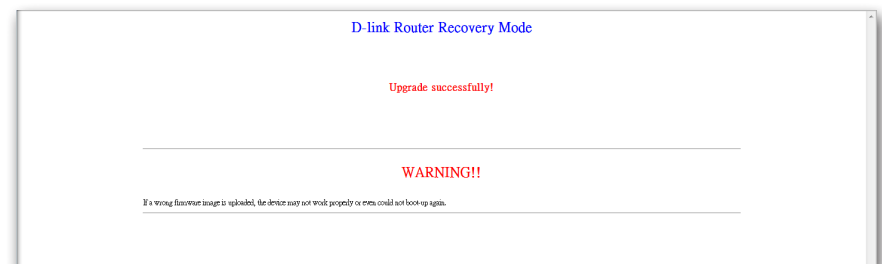 D-link Router Recovery Mode
Upgrade successfully!
WARNING!!
If a wrong firmware image is uploaded, the device may not work properly or even could not boot-up again.